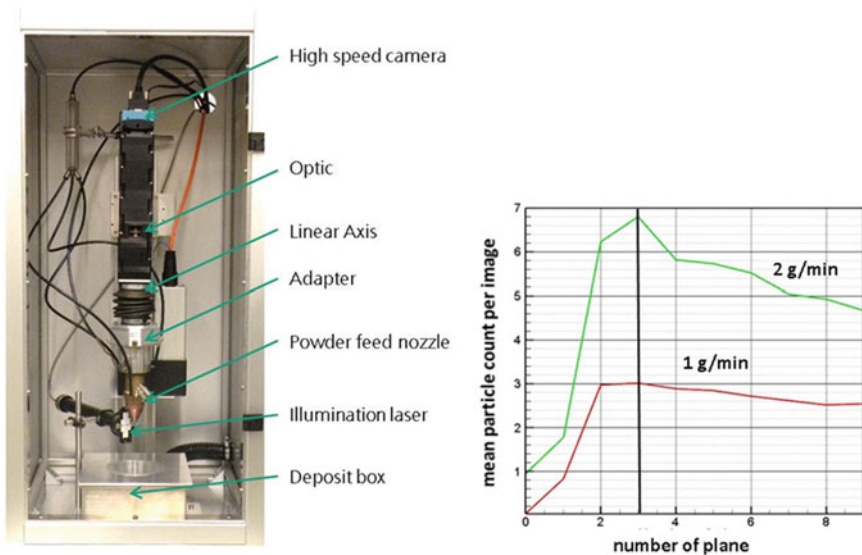 High speed camera
Optic
Linear Axis
Adapter
Powder feed nozzle
Illumination laser
Deposit box
mean particle count per image
7
6
5
4
3
2
1
0
2
4
6
8
2 g/min
1 g/min
number of plane